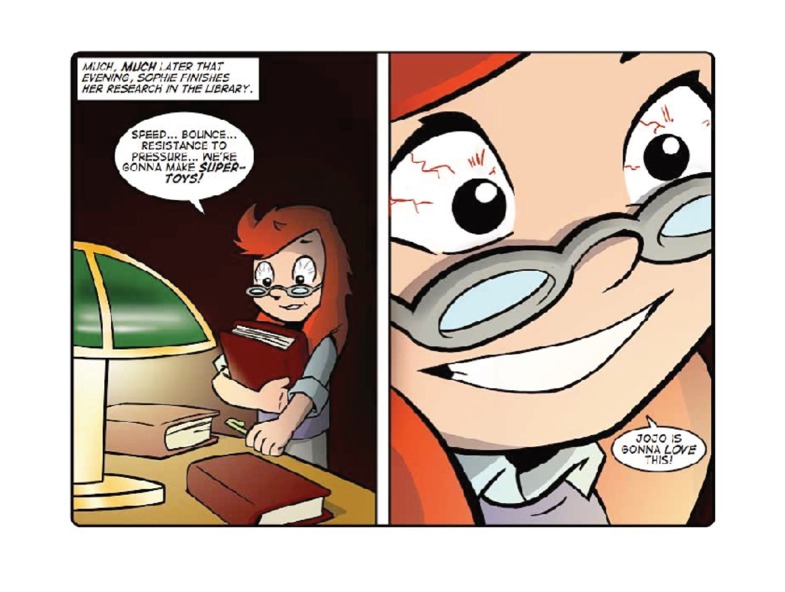 MUCH, MUCH LATER THAT
EVENING, SOPHIE FINISHES
HER RESEARCH IN THE LIBRARY.
SPEED... BOUNCE...
RESISTANCE TO
PRESSURE... WE'RE
GONNA MAKE SUPER-
TOYS!
JOJO IS
GONNA LOVE
THIS!